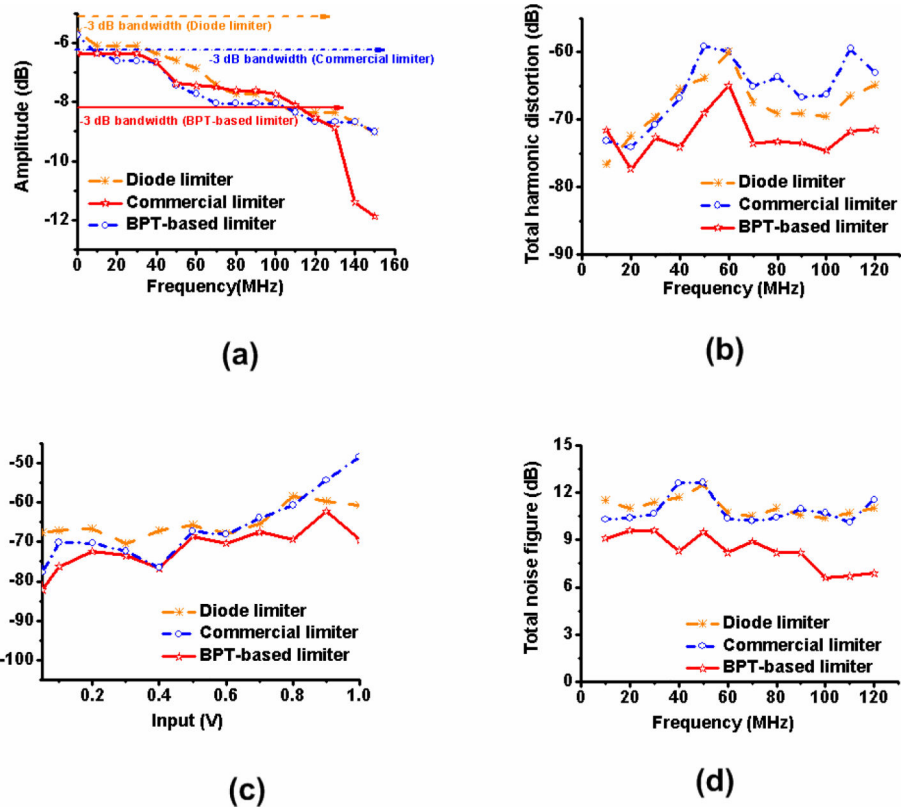 -3 dB bandwidth (Diode limiter)
-3 dB bandwidth (Commercial limiter)
-3 dB bandwidth (BPT-based limiter)
Amplitude (dB)
-6
-8
-10
-12
Diode limiter
Commercial limiter
BPT-based limiter
0 20 40 60 80 100 120 140 160
Frequency(MHz)
(a)
Total harmonic distortion (dB)
-60
-70
-80
-90
Diode limiter
Commercial limiter
BPT-based limiter
0 20 40 60 80 100 120
Frequency (MHz)
(b)
-50
-60
-70
-80
-90
-100
Diode limiter
Commercial limiter
BPT-based limiter
0.2 0.4 0.6 0.8 1.0
Input (V)
(c)
Total noise figure (dB)
15
12
9
6
3
0
Diode limiter
Commercial limiter
BPT-based limiter
0 20 40 60 80 100 120
Frequency (MHz)
(d)